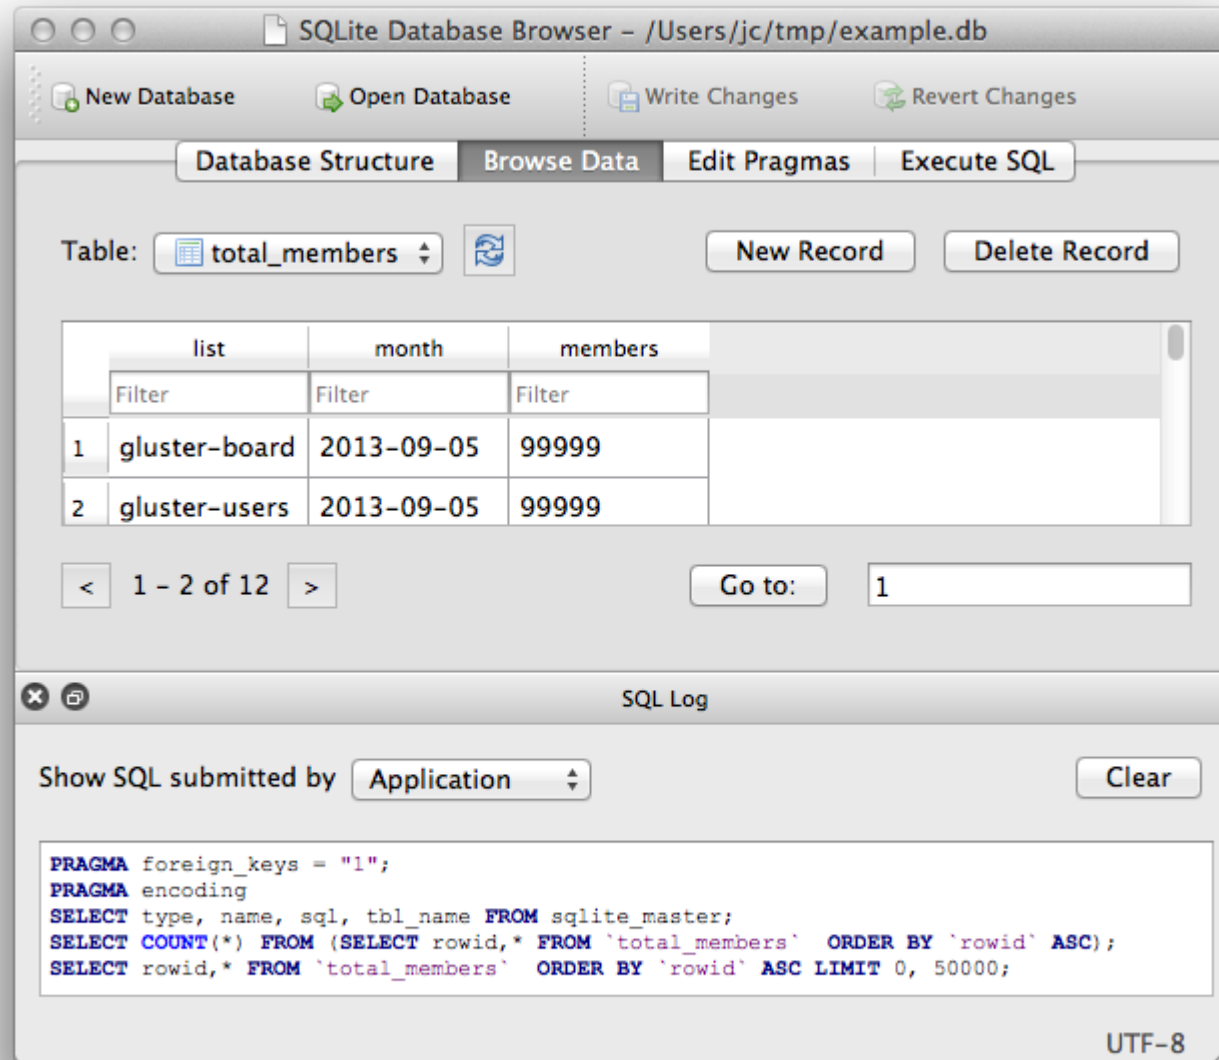 SQLite Database Browser – /Users/jc/tmp/example.db
New Database Open Database Write Changes Revert Changes
Database Structure Browse Data Edit Pragmas Execute SQL
Table: total_members New Record Delete Record
list month members
Filter Filter Filter
1 gluster-board 2013-09-05 99999
2 gluster-users 2013-09-05 99999
< 1 - 2 of 12 > Go to: 1
SQL Log
Show SQL submitted by Application Clear
PRAGMA foreign_keys = "1";
PRAGMA encoding
SELECT type, name, sql, tbl_name FROM sqlite_master;
SELECT COUNT(*) FROM (SELECT rowid,* FROM `total_members`  ORDER BY `rowid` ASC);
SELECT rowid,* FROM `total_members`  ORDER BY `rowid` ASC LIMIT 0, 50000;
UTF-8